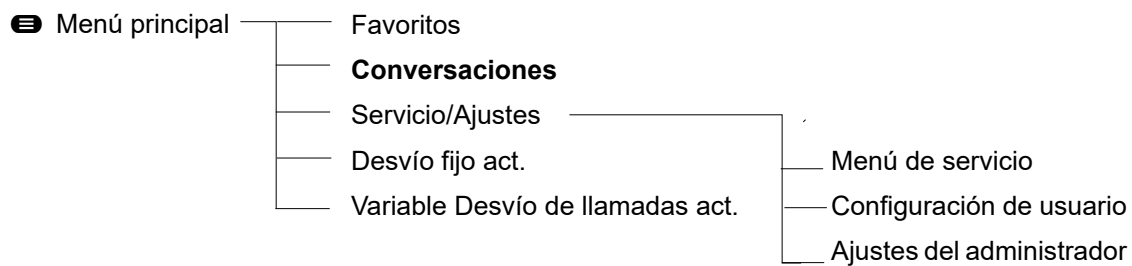 Menú principal
Favoritos
Conversaciones
Servicio/Ajustes
Desvío fijo act.
Variable Desvío de llamadas act.
Menú de servicio
Configuración de usuario
Ajustes del administrador